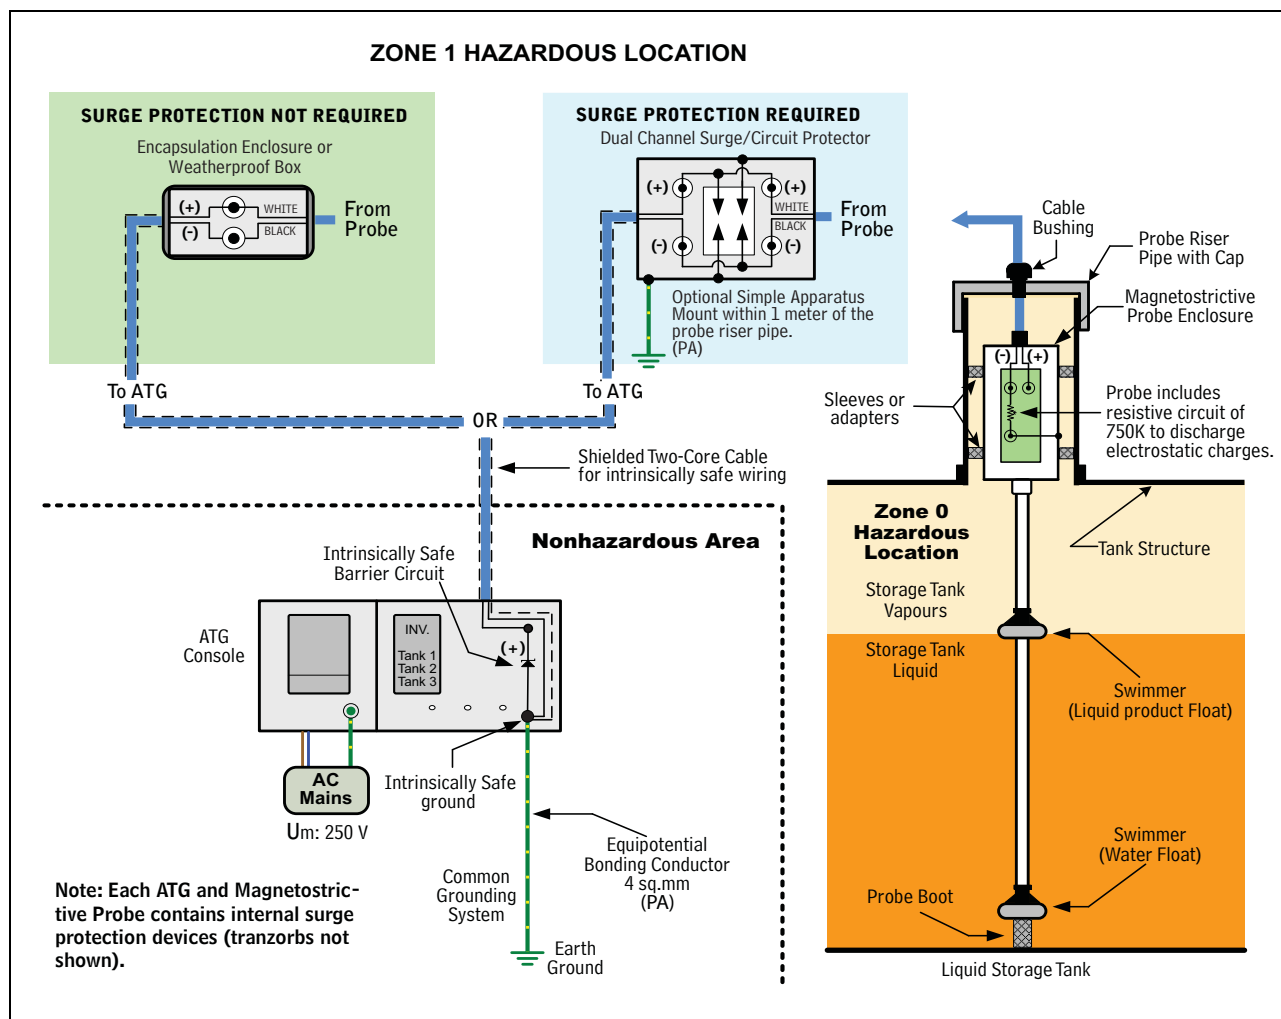 ZONE 1 HAZARDOUS LOCATION
SURGE PROTECTION NOT REQUIRED
Encapsulation Enclosure or
Weatherproof Box
(+)
WHITE
(-)
BLACK
From
Probe
To ATG
SURGE PROTECTION REQUIRED
Dual Channel Surge/Circuit Protector
(+)
(+)
WHITE
BLACK
(-)
(-)
From
Probe
Optional Simple Apparatus
Mount within 1 meter of the
probe riser pipe.
(PA)
To ATG
OR
Shielded Two-Core Cable
for intrinsically safe wiring
Cable
Bushing
Probe Riser
Pipe with Cap
Magnetostrictive
Probe Enclosure
(-)
(+)
Sleeves or
adapters
Probe includes
resistive circuit of
750K to discharge
electrostatic charges.
Zone 0
Hazardous
Location
Tank Structure
Storage Tank
Vapours
Storage Tank
Liquid
Swimmer
(Liquid product Float)
Swimmer
(Water Float)
Probe Boot
Liquid Storage Tank
Nonhazardous Area
Intrinsically Safe
Barrier Circuit
ATG
Console
INV.
Tank 1
Tank 2
Tank 3
(+)
AC
Mains
Um: 250 V
Intrinsically Safe
ground
Equipotential
Bonding Conductor
4 sq.mm
(PA)
Common
Grounding
System
Earth
Ground
Note: Each ATG and Magnetostric-
tive Probe contains internal surge
protection devices (tranzorbs not
shown).